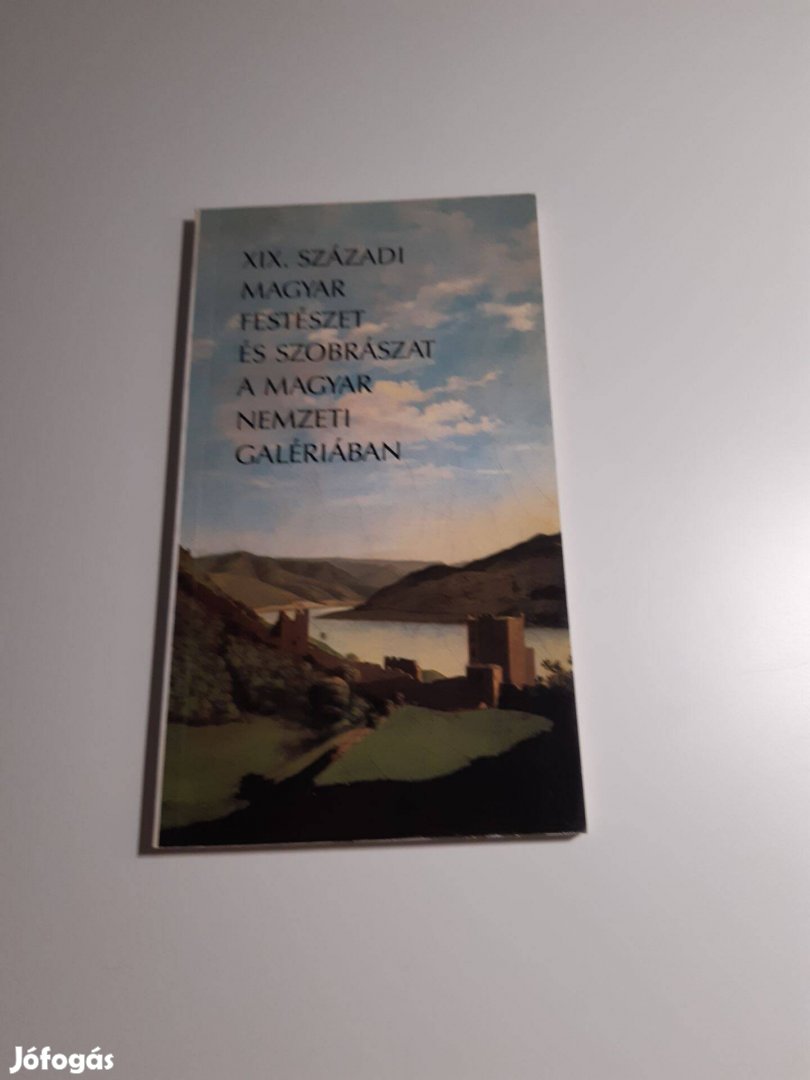 XIX. SZÁZADI
MAGYAR
FESTÉSZET
ÉS SZOBRÁSZAT
A MAGYAR
NEMZETI
GALÉRIÁBAN
Jófogás